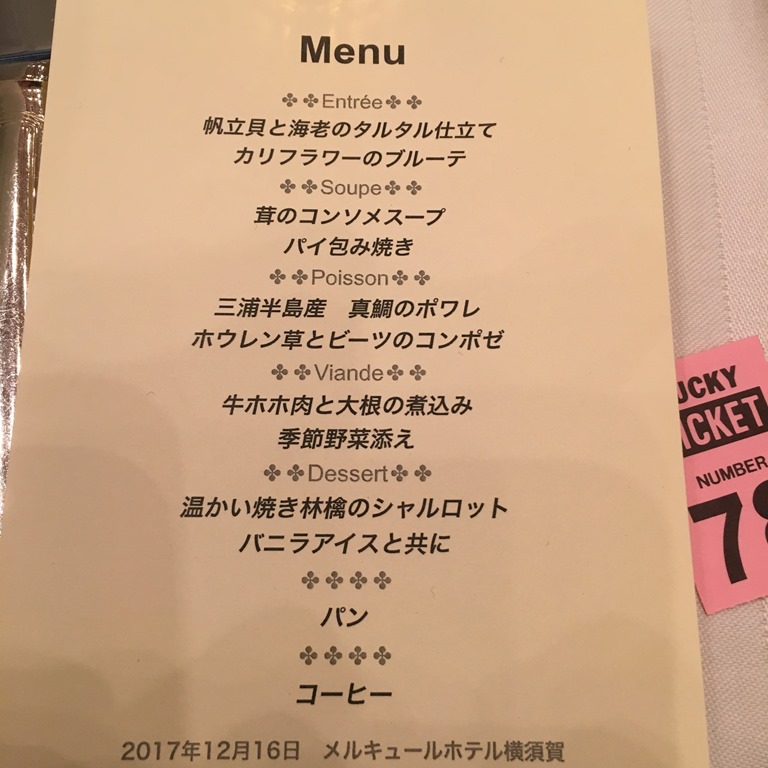 Menu
✤ ✤Entrée✤ ✤
帆立貝と海老のタルタル仕立て
カリフラワーのブルーテ
✤ ✤Soupe✤ ✤
茸のコンソメスープ
パイ包み焼き
✤ ✤Poisson✤ ✤
三浦半島産　真鯛のポワレ
ホウレン草とビーツのコンポゼ
✤ ✤Viande✤ ✤
牛ホホ肉と大根の煮込み
季節野菜添え
✤ ✤Dessert✤ ✤
温かい焼き林檎のシャルロット
バニラアイスと共に
✤ ✤ ✤ ✤
パン
✤ ✤ ✤ ✤
コーヒー
2017年12月16日　メルキュールホテル横須賀
UCKY
ICKET
NUMBER
78